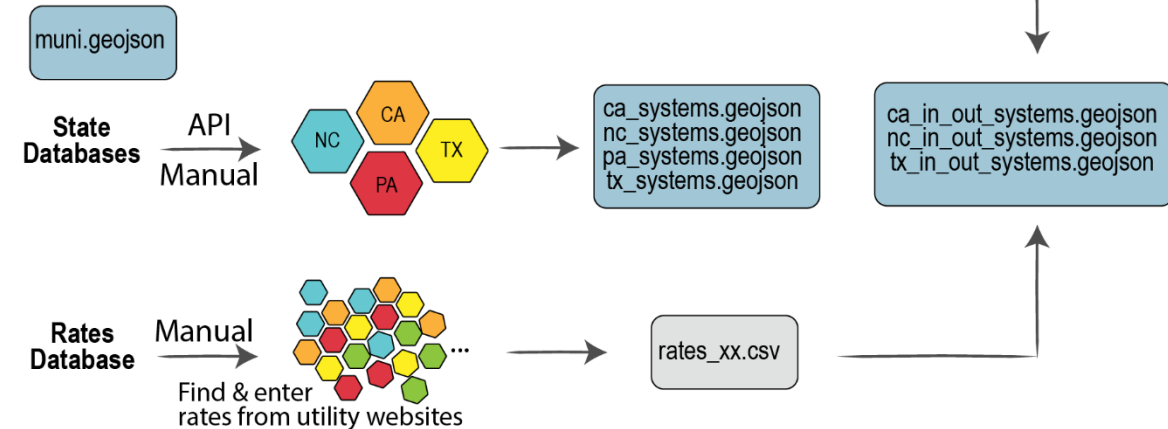 muni.geojson
State
Databases
API
Manual
NC
CA
PA
TX
ca_systems.geojson
nc_systems.geojson
pa_systems.geojson
tx_systems.geojson
ca_in_out_systems.geojson
nc_in_out_systems.geojson
tx_in_out_systems.geojson
Rates
Database
Manual
Find & enter
rates from utility websites
...
rates_xx.csv